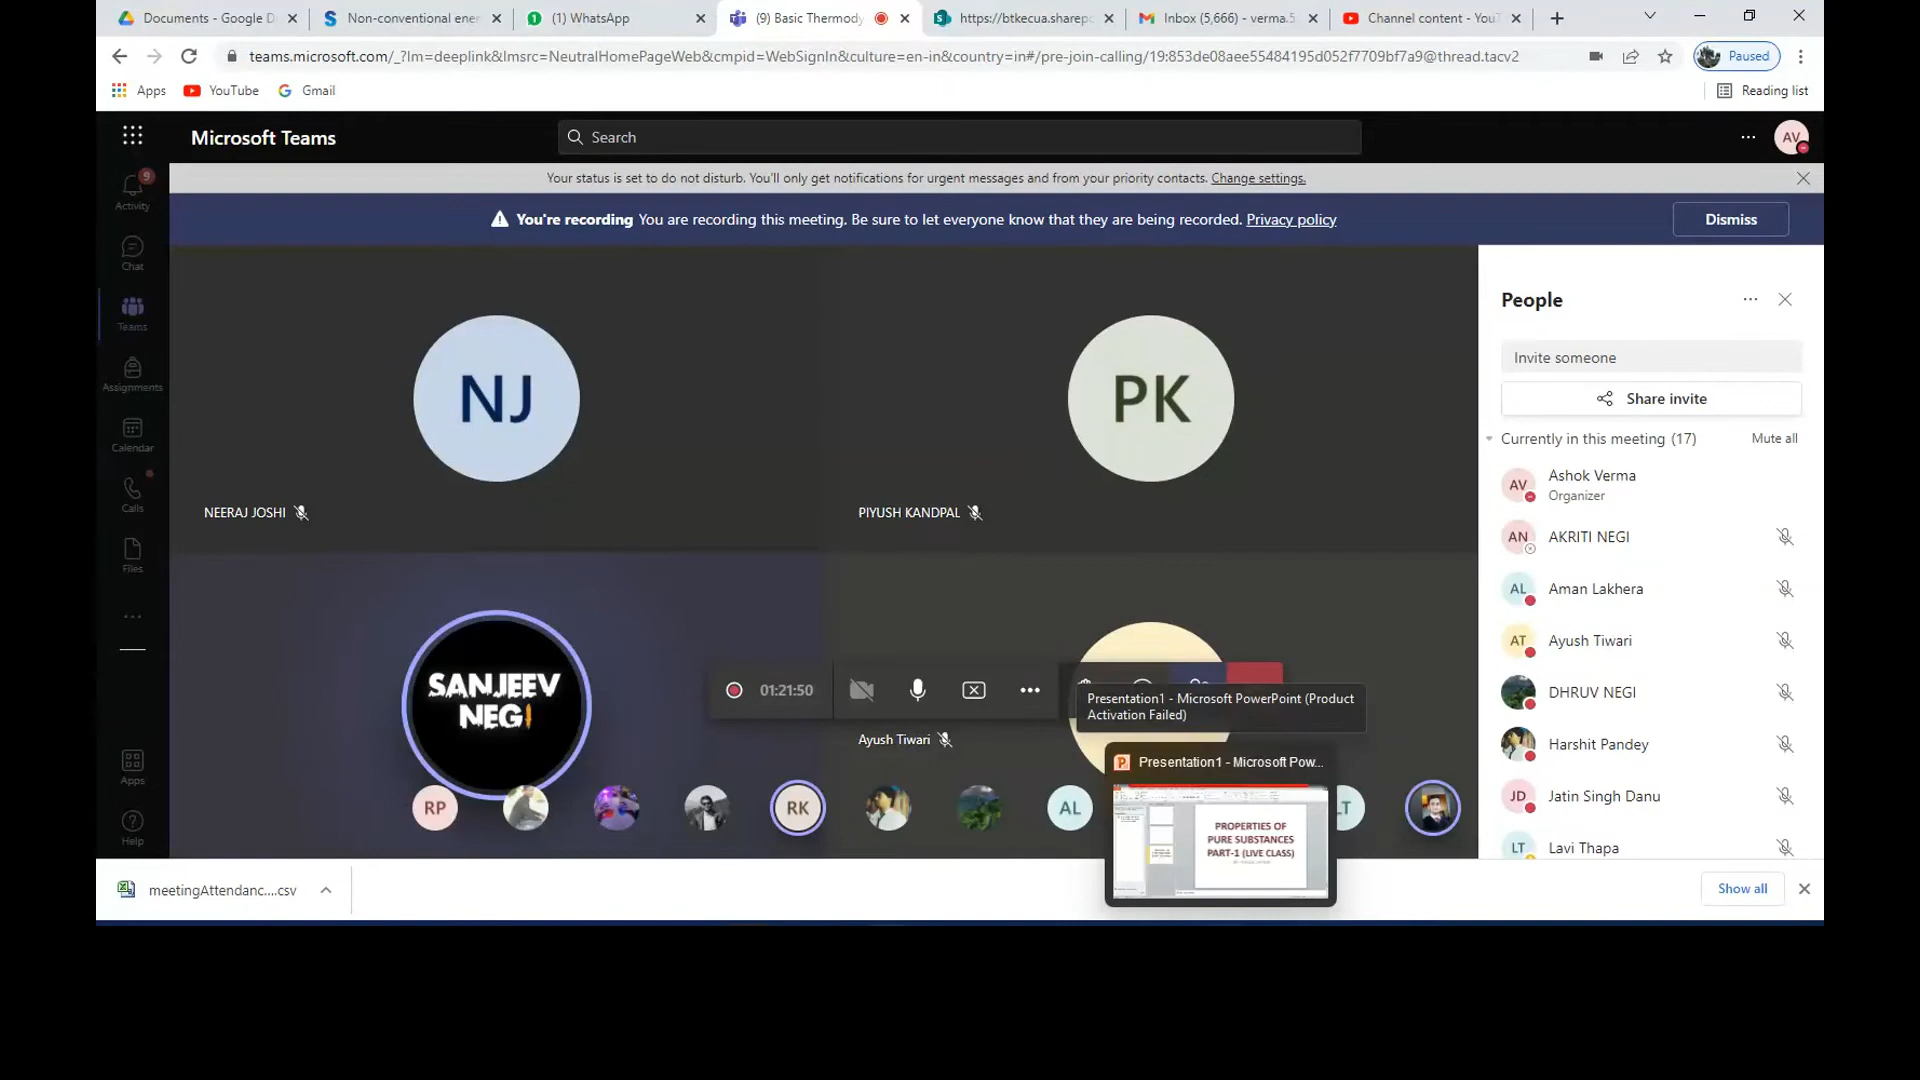 Documents - Google D
Non-conventional ener
(1) WhatsApp
(9) Basic Thermody
https://btkecua.sharepo
Inbox (5,666) - verma.5
Channel content - YouT
teams.microsoft.com/_?lm=deeplink&lmsrc=NeutralHomePageWeb&cmpid=WebSignIn&culture=en-in&country=in#/pre-join-calling/19:853de08aee55484195d052f7709bf7a9@thread.tacv2
Paused
Apps
YouTube
Gmail
Reading list
Microsoft Teams
Search
AV
Your status is set to do not disturb. You'll only get notifications for urgent messages and from your priority contacts. Change settings.
You're recording You are recording this meeting. Be sure to let everyone know that they are being recorded. Privacy policy
Dismiss
9
Activity
Chat
Teams
Assignments
Calendar
Calls
Files
Apps
Help
NJ
NEERAJ JOSHI
PK
PIYUSH KANDPAL
SANJEEV
NEGI
01:21:50
Ayush Tiwari
Presentation1 - Microsoft PowerPoint (Product
Activation Failed)
Presentation1 - Microsoft Pow...
PROPERTIES OF
PURE SUBSTANCES
PART-1 (LIVE CLASS)
RP
RK
AL
LT
People
Invite someone
Share invite
Currently in this meeting (17)
Mute all
AV
Ashok Verma
Organizer
AN
AKRITI NEGI
AL
Aman Lakhera
AT
Ayush Tiwari
DHRUV NEGI
Harshit Pandey
JD
Jatin Singh Danu
LT
Lavi Thapa
meetingAttendanc....csv
Show all